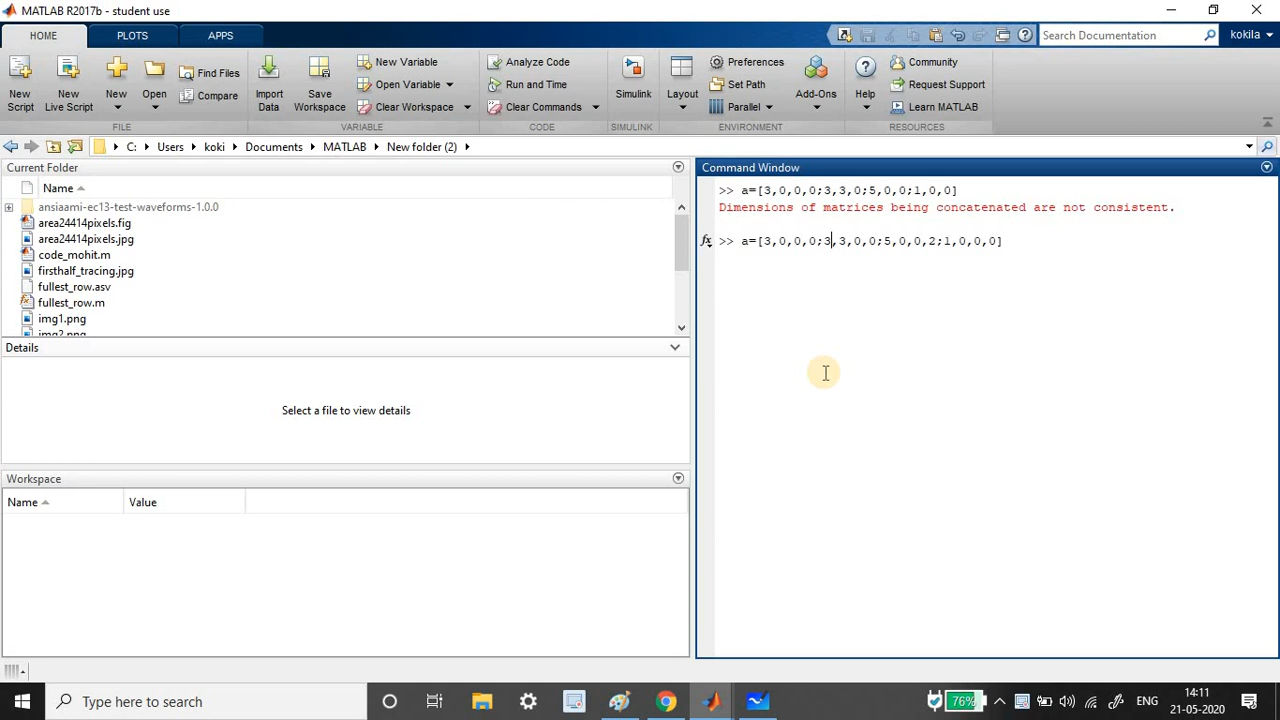 MATLAB R2017b - student use
HOME PLOTS APPS
Search Documentation
kokila
New Script
New Live Script
New
Open
Find Files
Compare
FILE
Import Data
Save Workspace
New Variable
Open Variable
Clear Workspace
VARIABLE
Analyze Code
Run and Time
Clear Commands
CODE
Simulink
SIMULINK
Layout
Preferences
Set Path
Parallel
Add-Ons
ENVIRONMENT
Help
Community
Request Support
Learn MATLAB
RESOURCES
C: Users koki Documents MATLAB New folder (2)
Current Folder
Name
ansiaami-ec13-test-waveforms-1.0.0
area24414pixels.fig
area24414pixels.jpg
code_mohit.m
firsthalf_tracing.jpg
fullest_row.asv
fullest_row.m
img1.png
img2.png
Details
Select a file to view details
Workspace
Name Value
Command Window
>> a=[3,0,0,0;3,3,0;5,0,0;1,0,0]
Dimensions of matrices being concatenated are not consistent.
fx >> a=[3,0,0,0;3,3,0,0;5,0,0,2;1,0,0,0]
Type here to search
76%
ENG
14:11
21-05-2020